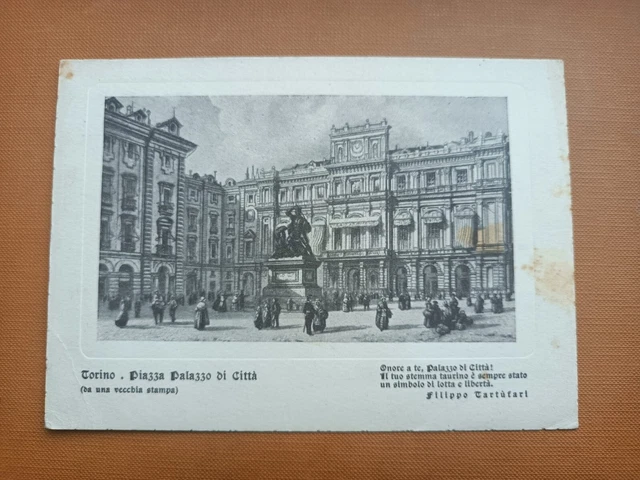 Torino . Piazza Palazzo di Città
(da una vecchia stampa)
Onore a te, Palazzo di Città!
Il tuo stemma taurino è sempre stato
un simbolo di lotta e libertà.
Filippo Tartùfari